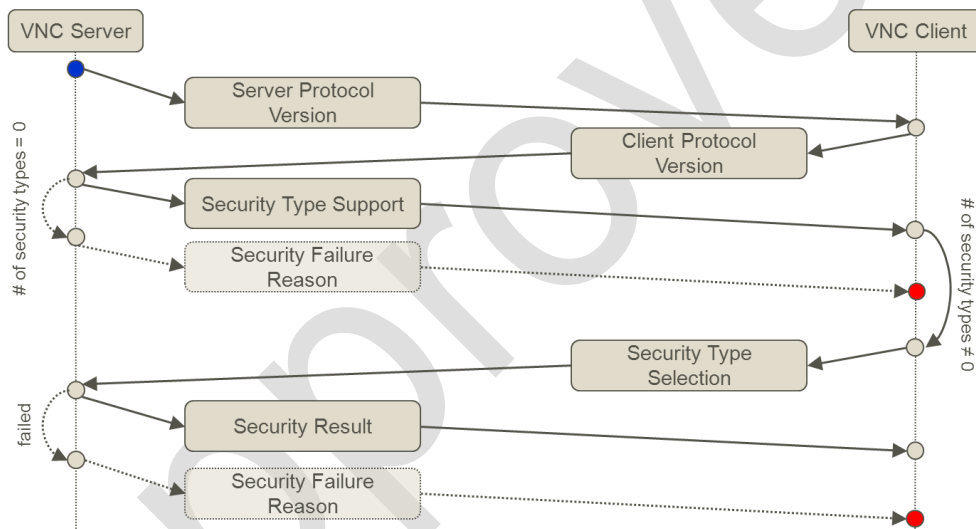 VNC Server
VNC Client
Server Protocol
Version
Client Protocol
Version
# of security types = 0
Security Type Support
Security Failure
Reason
# of security types ≠ 0
Security Type
Selection
failed
Security Result
Security Failure
Reason